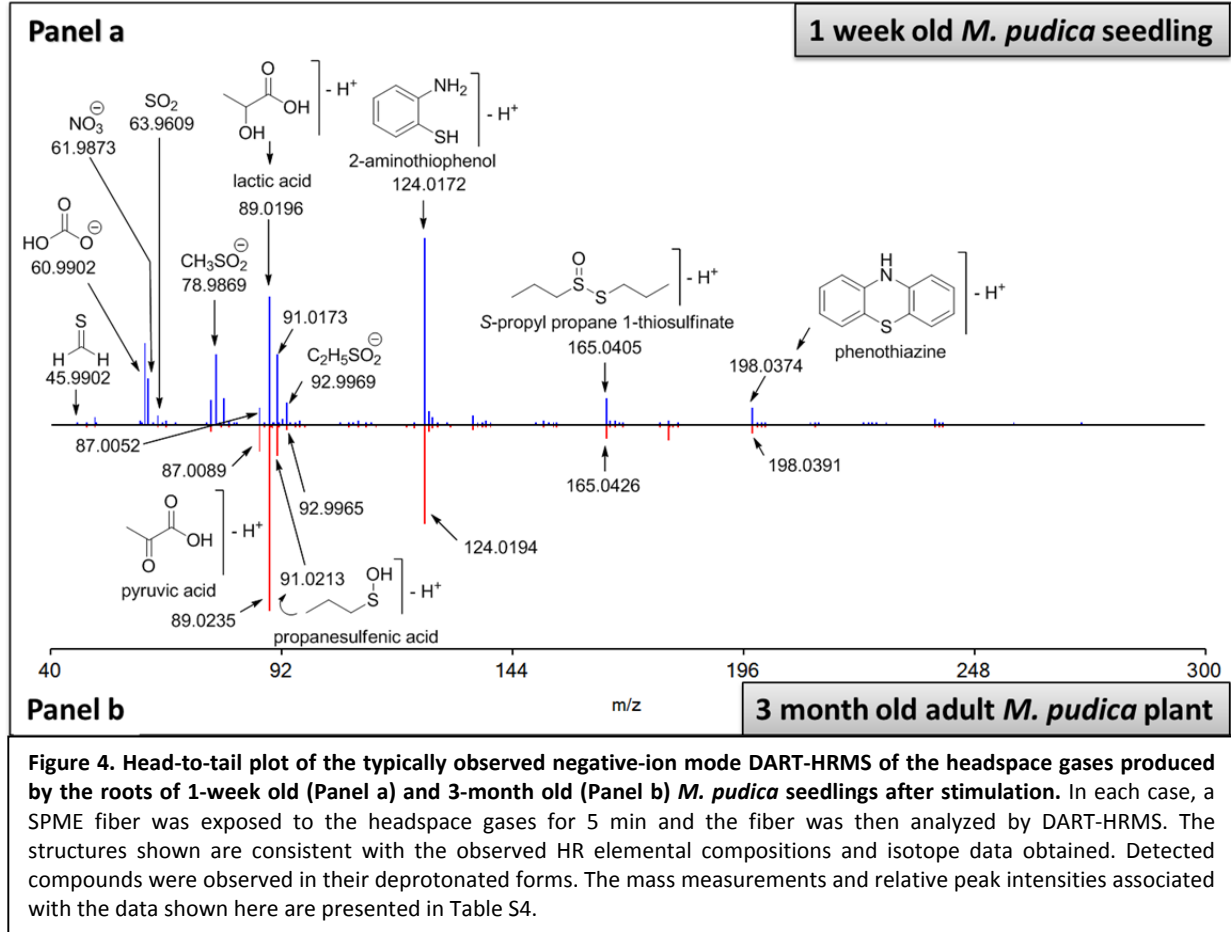 Panel a
1 week old M. pudica seedling
O
OH
OH
- H+
NH2
SH
- H+
SO2
63.9609
NO3⊖
61.9873
2-aminothiophenol
124.0172
lactic acid
89.0196
O
HO
O⊖
60.9902
CH3SO2⊖
78.9869
O
S
S
- H+
S-propyl propane 1-thiosulfinate
165.0405
H
N
S
- H+
phenothiazine
198.0374
91.0173
C2H5SO2⊖
92.9969
S
H
H
45.9902
87.0052
87.0089
92.9965
165.0426
198.0391
O
OH
O
- H+
pyruvic acid
124.0194
91.0213
OH
S
- H+
89.0235
propanesulfenic acid
40
92
144
196
248
300
m/z
Panel b
3 month old adult M. pudica plant
Figure 4. Head-to-tail plot of the typically observed negative-ion mode DART-HRMS of the headspace gases produced
by the roots of 1-week old (Panel a) and 3-month old (Panel b) M. pudica seedlings after stimulation. In each case, a
SPME fiber was exposed to the headspace gases for 5 min and the fiber was then analyzed by DART-HRMS. The
structures shown are consistent with the observed HR elemental compositions and isotope data obtained. Detected
compounds were observed in their deprotonated forms. The mass measurements and relative peak intensities associated
with the data shown here are presented in Table S4.